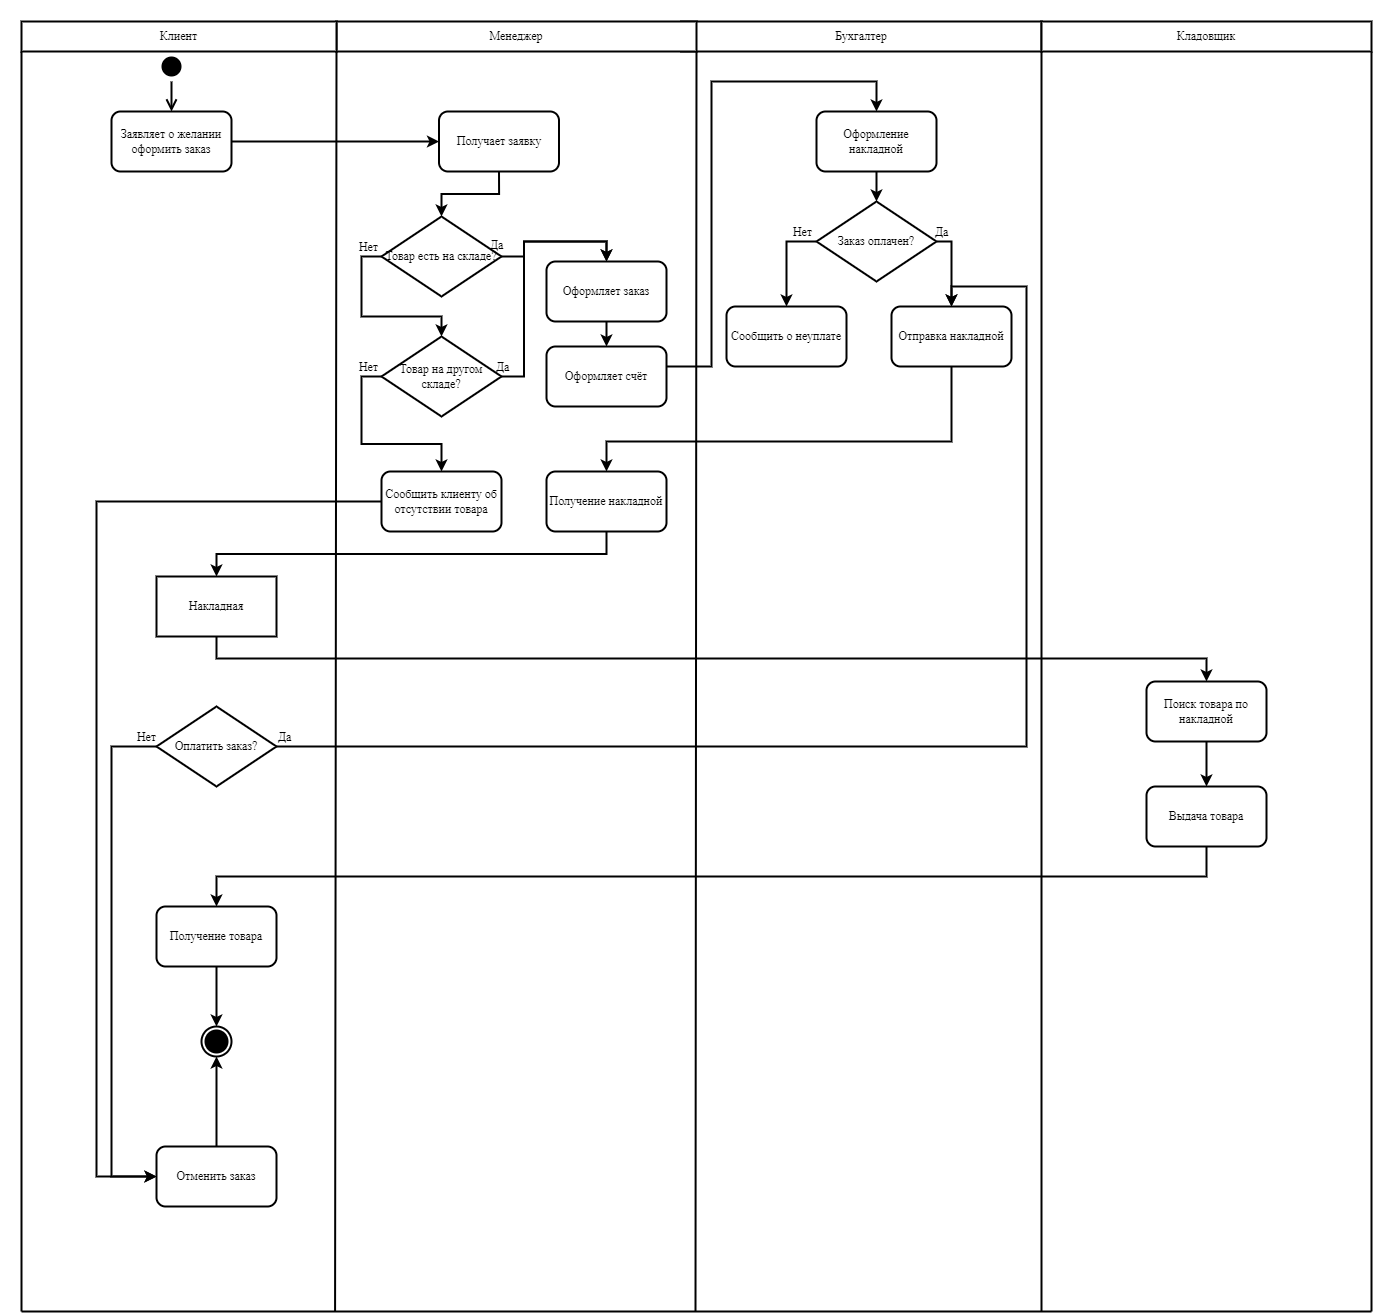 Клиент
Менеджер
Бухгалтер
Кладовщик
Заявляет о желании
оформить заказ
Получает заявку
Оформление
накладной
Нет
Товар есть на складе?
Да
Нет
Заказ оплачен?
Да
Оформляет заказ
Сообщить о неуплате
Отправка накладной
Нет
Товар на другом
складе?
Да
Оформляет счёт
Сообщить клиенту об
отсутствии товара
Получение накладной
Накладная
Поиск товара по
накладной
Нет
Оплатить заказ?
Да
Выдача товара
Получение товара
Отменить заказ